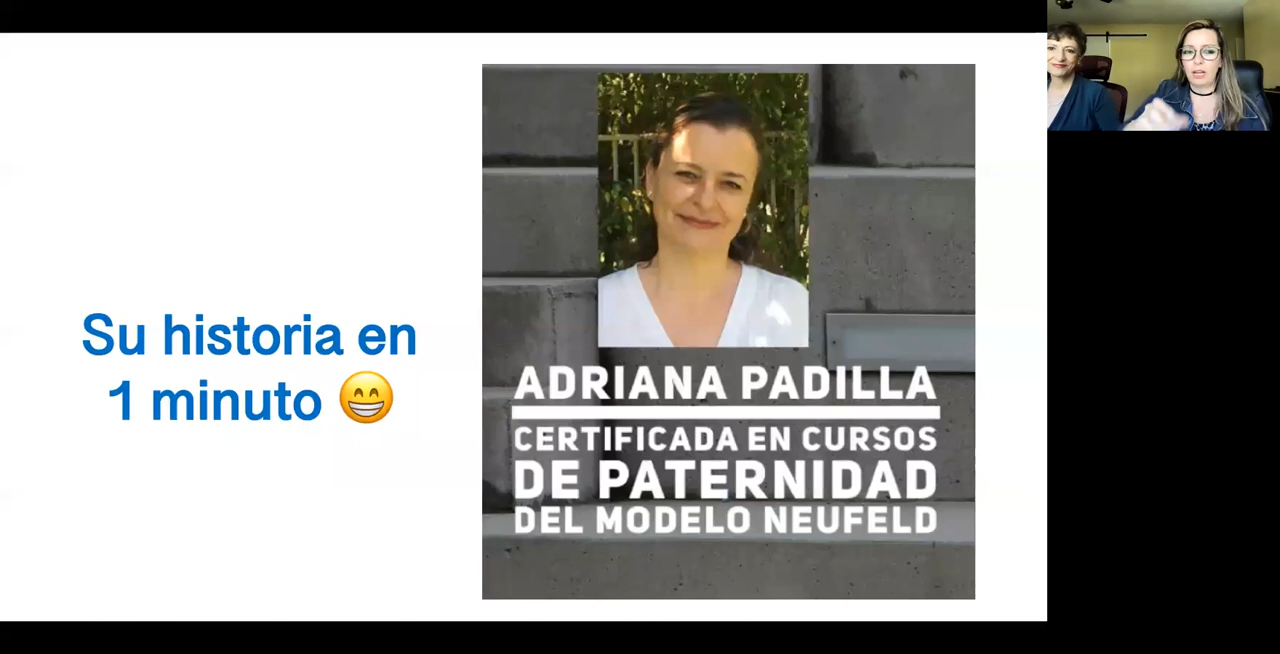 Su historia en
1 minuto 😁
ADRIANA PADILLA
CERTIFICADA EN CURSOS
DE PATERNIDAD
DEL MODELO NEUFELD